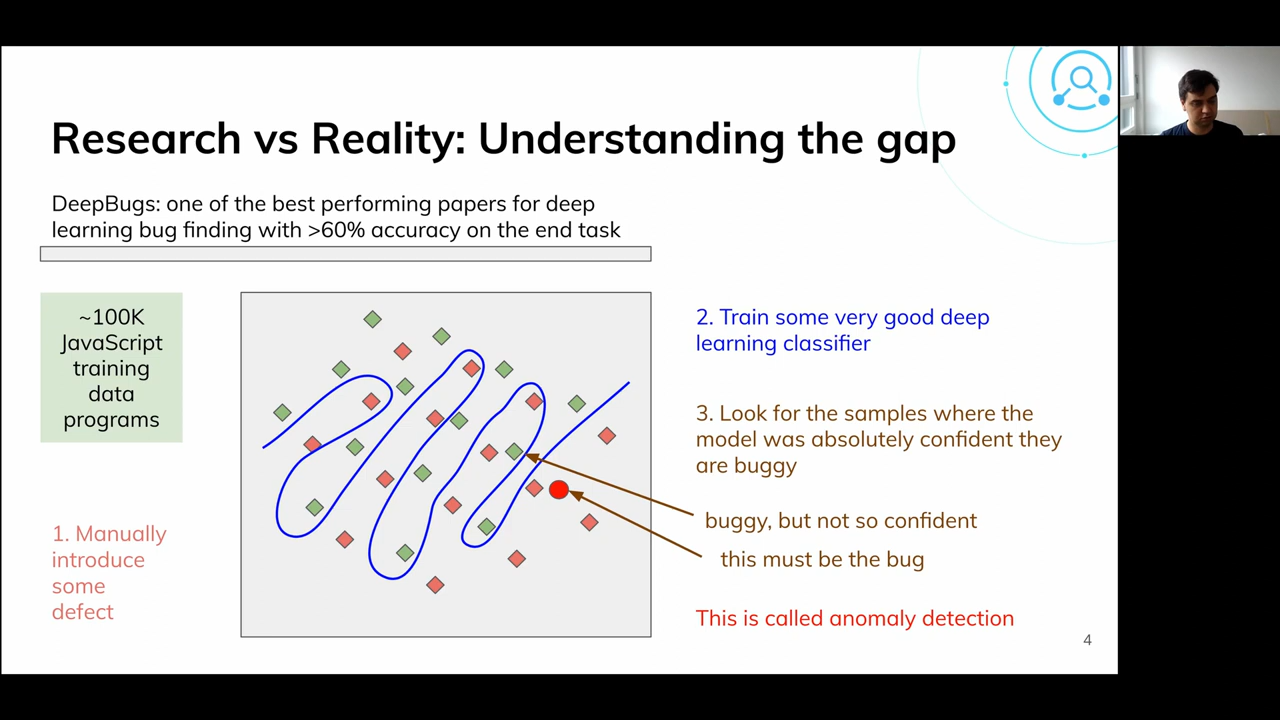 Research vs Reality: Understanding the gap
DeepBugs: one of the best performing papers for deep
learning bug finding with >60% accuracy on the end task
~100K
JavaScript
training
data
programs
1. Manually
introduce
some
defect
2. Train some very good deep
learning classifier
3. Look for the samples where the
model was absolutely confident they
are buggy
buggy, but not so confident
this must be the bug
This is called anomaly detection
4